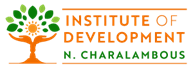 INSTITUTE OF
DEVELOPMENT
N. CHARALAMBOUS